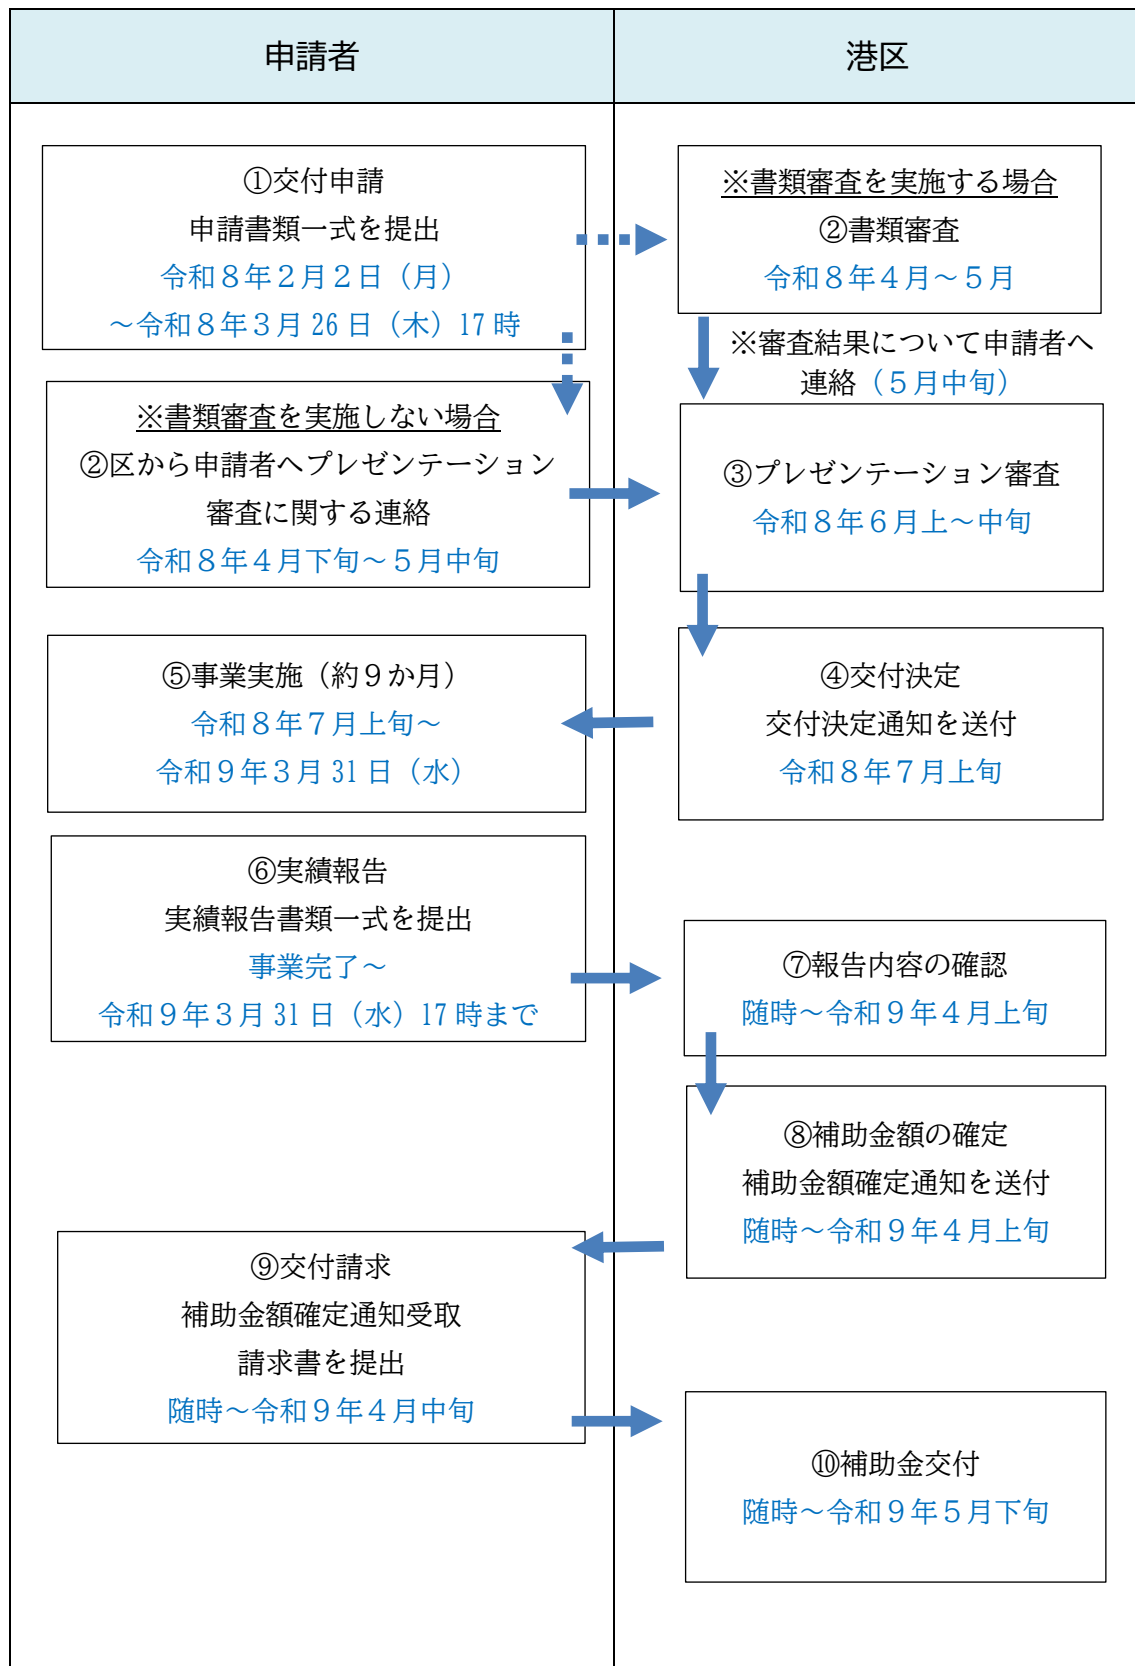 申請者
港区
①交付申請
申請書類一式を提出
令和８年２月２日（月）
～令和８年３月 26 日（木）17 時
※書類審査を実施する場合
②書類審査
令和８年４月～５月
※審査結果について申請者へ
連絡（５月中旬）
※書類審査を実施しない場合
②区から申請者へプレゼンテーション
審査に関する連絡
令和８年４月下旬～５月中旬
③プレゼンテーション審査
令和８年６月上～中旬
④交付決定
交付決定通知を送付
令和８年７月上旬
⑤事業実施（約９か月）
令和８年７月上旬～
令和９年３月 31 日（水）
⑥実績報告
実績報告書類一式を提出
事業完了～
令和９年３月 31 日（水）17 時まで
⑦報告内容の確認
随時～令和９年４月上旬
⑧補助金額の確定
補助金額確定通知を送付
随時～令和９年４月上旬
⑨交付請求
補助金額確定通知受取
請求書を提出
随時～令和９年４月中旬
⑩補助金交付
随時～令和９年５月下旬